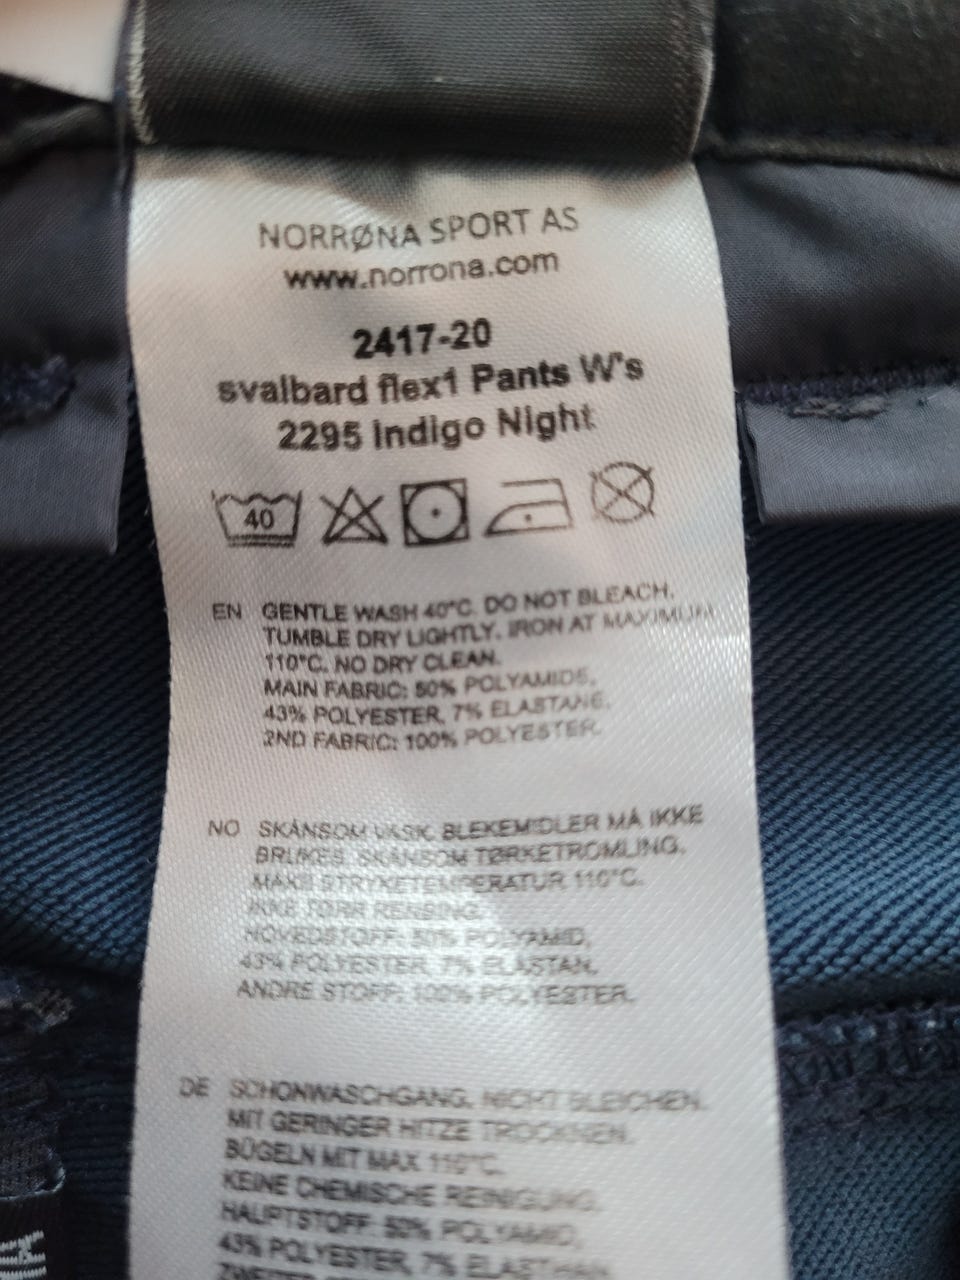 NORRØNA SPORT AS
www.norrona.com
2417-20
svalbard flex1 Pants W's
2295 Indigo Night
40
EN GENTLE WASH 40°C. DO NOT BLEACH.
TUMBLE DRY LIGHTLY. IRON AT MAXIMUM
110°C. NO DRY CLEAN.
MAIN FABRIC: 50% POLYAMIDE,
43% POLYESTER, 7% ELASTANE.
2ND FABRIC: 100% POLYESTER.
NO SKÅNSOM VASK. BLEKEMIDLER MÅ IKKE
BRUKES. SKÅNSOM TØRKETROMLING.
MAKS STRYKETEMPERATUR 110°C.
IKKE TØRR RENSING.
HOVEDSTOFF: 50% POLYAMID,
43% POLYESTER, 7% ELASTAN.
ANDRE STOFF: 100% POLYESTER.
DE SCHONWASCHGANG. NICHT BLEICHEN.
MIT GERINGER HITZE TROCKNEN.
BÜGELN MIT MAX 110°C.
KEINE CHEMISCHE REINIGUNG.
HAUPTSTOFF: 50% POLYAMID,
43% POLYESTER, 7% ELASTHAN.